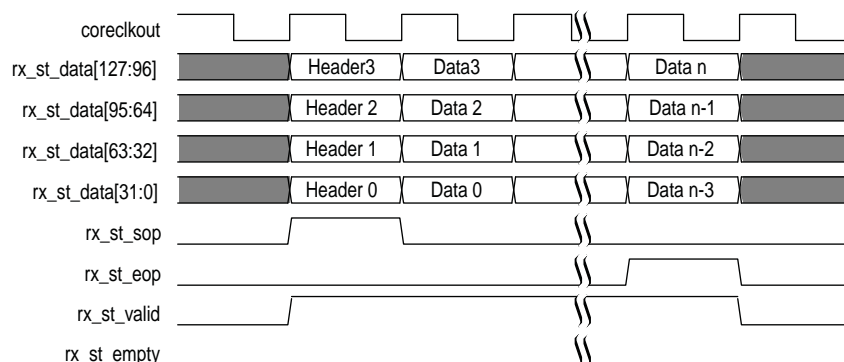 coreclkout
rx_st_data[127:96] Header3 Data3 Data n
rx_st_data[95:64] Header 2 Data 2 Data n-1
rx_st_data[63:32] Header 1 Data 1 Data n-2
rx_st_data[31:0] Header 0 Data 0 Data n-3
rx_st_sop
rx_st_eop
rx_st_valid
rx_st_empty